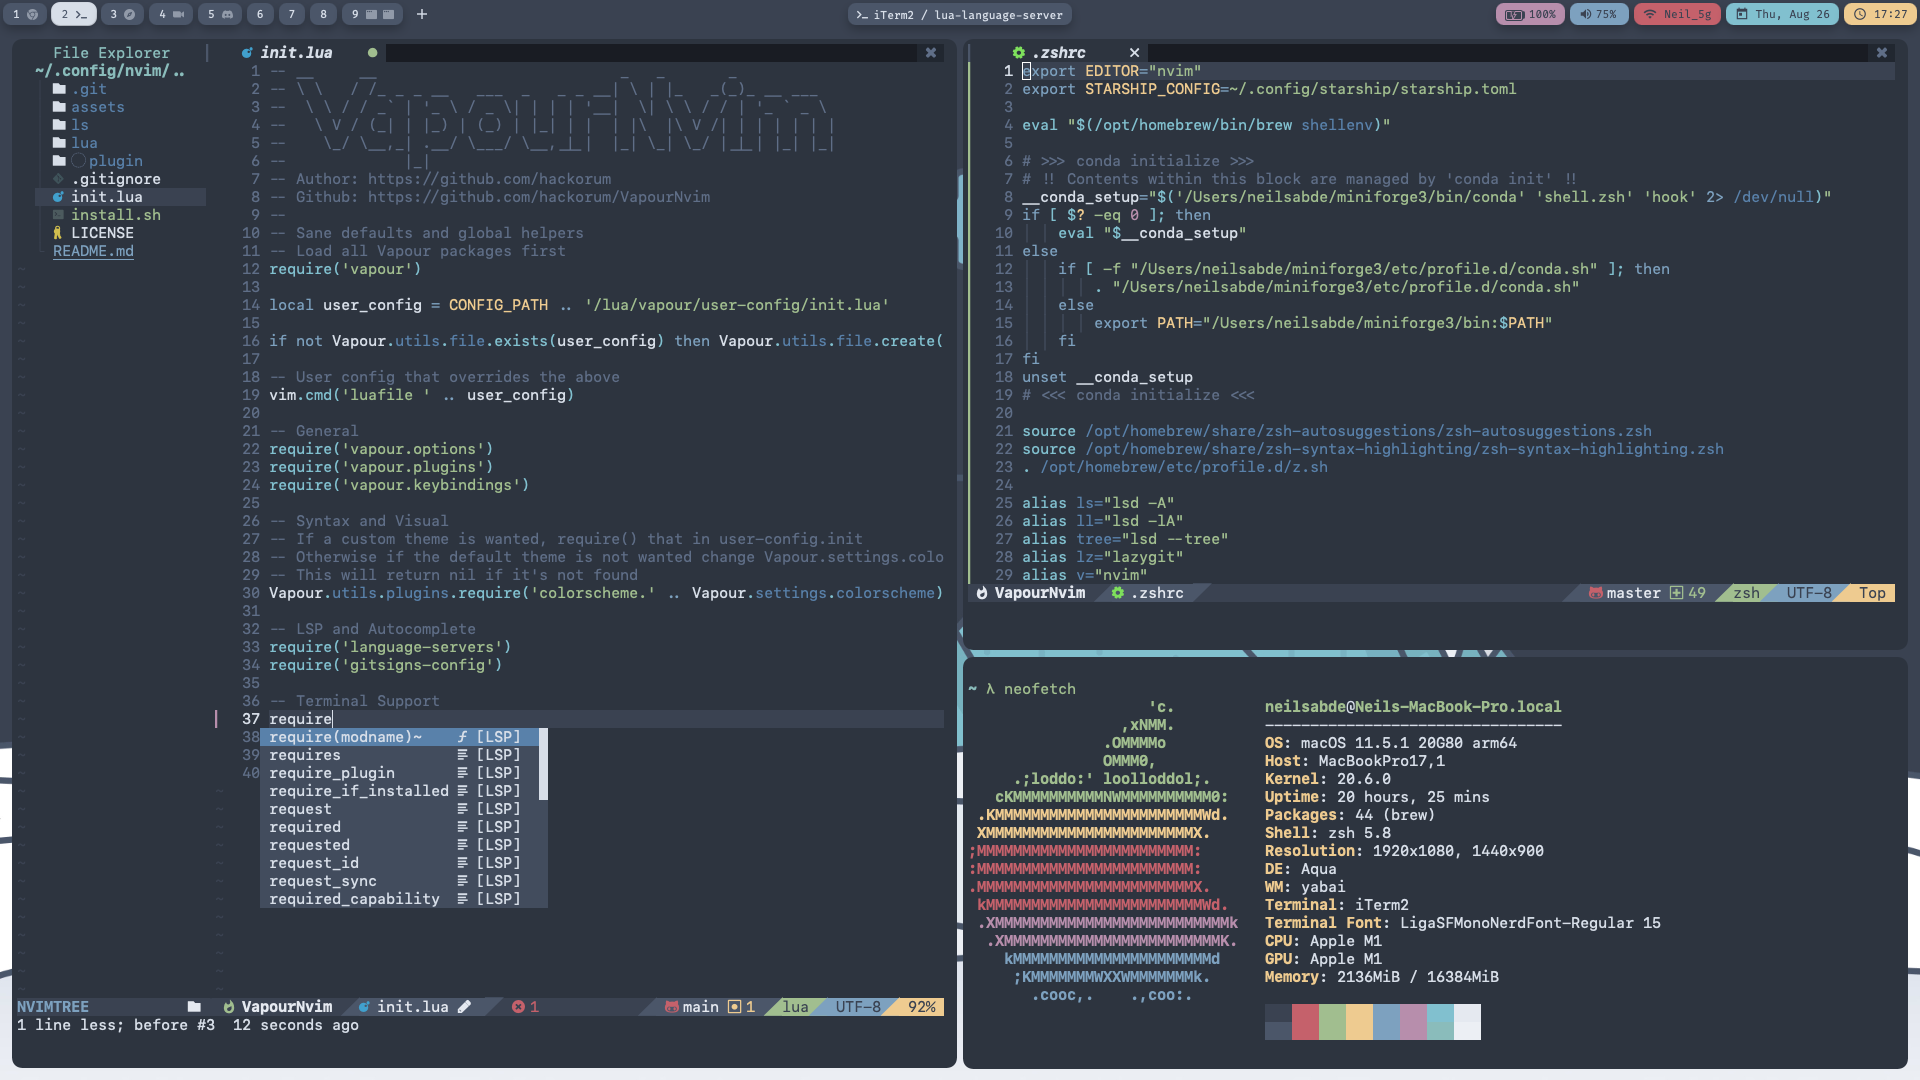 1 2 3 4 5 6 7 8 9 +
iTerm2 / lua-language-server
100% 75% Neil_5g Thu, Aug 26 17:27
File Explorer
~/.config/nvim/..
.git
assets
ls
lua
plugin
.gitignore
init.lua
install.sh
LICENSE
README.md
init.lua
VapourNvim
7 -- Author: https://github.com/hackorum
8 -- Github: https://github.com/hackorum/VapourNvim
9 --
10 -- Sane defaults and global helpers
11 -- Load all Vapour packages first
12 require('vapour')
13
14 local user_config = CONFIG_PATH .. '/lua/vapour/user-config/init.lua'
15
16 if not Vapour.utils.file.exists(user_config) then Vapour.utils.file.create(
17
18 -- User config that overrides the above
19 vim.cmd('luafile ' .. user_config)
20
21 -- General
22 require('vapour.options')
23 require('vapour.plugins')
24 require('vapour.keybindings')
25
26 -- Syntax and Visual
27 -- If a custom theme is wanted, require() that in user-config.init
28 -- Otherwise if the default theme is not wanted change Vapour.settings.colo
29 -- This will return nil if it's not found
30 Vapour.utils.plugins.require('colorscheme.' .. Vapour.settings.colorscheme)
31
32 -- LSP and Autocomplete
33 require('language-servers')
34 require('gitsigns-config')
35
36 -- Terminal Support
37 require
38 require(modname)~ ƒ [LSP]
39 requires [LSP]
40 require_plugin [LSP]
require_if_installed [LSP]
request [LSP]
required [LSP]
requested [LSP]
request_id [LSP]
request_sync [LSP]
required_capability [LSP]
NVIMTREE VapourNvim init.lua 1 main 1 lua UTF-8 92%
1 line less; before #3 12 seconds ago
.zshrc
1 export EDITOR="nvim"
2 export STARSHIP_CONFIG=~/.config/starship/starship.toml
3
4 eval "$(/opt/homebrew/bin/brew shellenv)"
5
6 # >>> conda initialize >>>
7 # !! Contents within this block are managed by 'conda init' !!
8 __conda_setup="$('/Users/neilsabde/miniforge3/bin/conda' 'shell.zsh' 'hook' 2> /dev/null)"
9 if [ $? -eq 0 ]; then
10 eval "$__conda_setup"
11 else
12 if [ -f "/Users/neilsabde/miniforge3/etc/profile.d/conda.sh" ]; then
13 . "/Users/neilsabde/miniforge3/etc/profile.d/conda.sh"
14 else
15 export PATH="/Users/neilsabde/miniforge3/bin:$PATH"
16 fi
17 fi
18 unset __conda_setup
19 # <<< conda initialize <<<
20
21 source /opt/homebrew/share/zsh-autosuggestions/zsh-autosuggestions.zsh
22 source /opt/homebrew/share/zsh-syntax-highlighting/zsh-syntax-highlighting.zsh
23 . /opt/homebrew/etc/profile.d/z.sh
24
25 alias ls="lsd -A"
26 alias ll="lsd -lA"
27 alias tree="lsd --tree"
28 alias lz="lazygit"
29 alias v="nvim"
VapourNvim .zshrc master 49 zsh UTF-8 Top
~ λ neofetch
'c.
,xNMM.
.OMMMMo
OMMM0,
.;loddo:' loolloddol;.
cKMMMMMMMMMMNWMMMMMMMMMM0:
.KMMMMMMMMMMMMMMMMMMMMMMMWd.
XMMMMMMMMMMMMMMMMMMMMMMMX.
;MMMMMMMMMMMMMMMMMMMMMMMM:
:MMMMMMMMMMMMMMMMMMMMMMMM:
.MMMMMMMMMMMMMMMMMMMMMMMMX.
kMMMMMMMMMMMMMMMMMMMMMMMMWd.
.XMMMMMMMMMMMMMMMMMMMMMMMMMMk
.XMMMMMMMMMMMMMMMMMMMMMMMMK.
kMMMMMMMMMMMMMMMMMMMMMMd
;KMMMMMMMWXXWMMMMMMMk.
.cooc,. .,coo:.
neilsabde@Neils-MacBook-Pro.local
---------------------------------
OS: macOS 11.5.1 20G80 arm64
Host: MacBookPro17,1
Kernel: 20.6.0
Uptime: 20 hours, 25 mins
Packages: 44 (brew)
Shell: zsh 5.8
Resolution: 1920x1080, 1440x900
DE: Aqua
WM: yabai
Terminal: iTerm2
Terminal Font: LigaSFMonoNerdFont-Regular 15
CPU: Apple M1
GPU: Apple M1
Memory: 2136MiB / 16384MiB